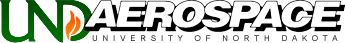 UND AEROSPACE
UNIVERSITY OF NORTH DAKOTA